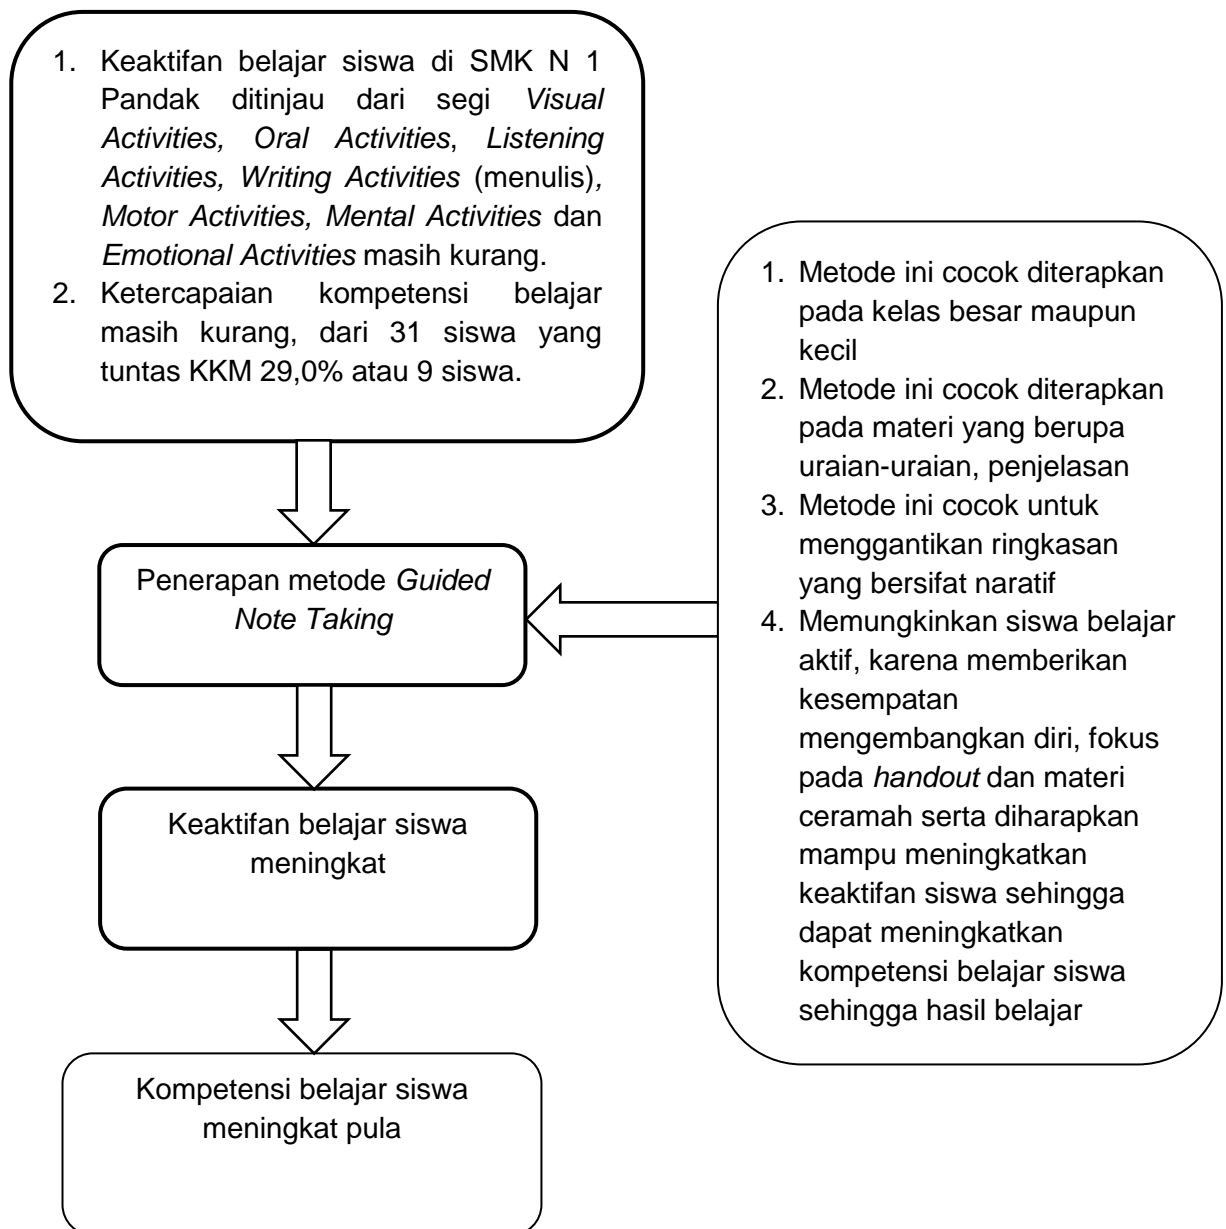 1. Keaktifan belajar siswa di SMK N 1
Pandak ditinjau dari segi Visual
Activities, Oral Activities, Listening
Activities, Writing Activities (menulis),
Motor Activities, Mental Activities dan
Emotional Activities masih kurang.
2. Ketercapaian kompetensi belajar
masih kurang, dari 31 siswa yang
tuntas KKM 29,0% atau 9 siswa.
Penerapan metode Guided
Note Taking
Keaktifan belajar siswa
meningkat
Kompetensi belajar siswa
meningkat pula
1. Metode ini cocok diterapkan
pada kelas besar maupun
kecil
2. Metode ini cocok diterapkan
pada materi yang berupa
uraian-uraian, penjelasan
3. Metode ini cocok untuk
menggantikan ringkasan
yang bersifat naratif
4. Memungkinkan siswa belajar
aktif, karena memberikan
kesempatan
mengembangkan diri, fokus
pada handout dan materi
ceramah serta diharapkan
mampu meningkatkan
keaktifan siswa sehingga
dapat meningkatkan
kompetensi belajar siswa
sehingga hasil belajar